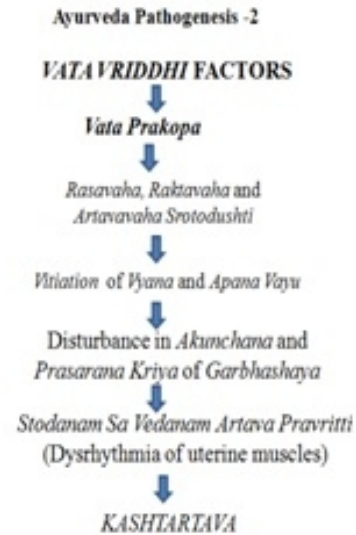 Ayurveda Pathogenesis -2
VATA VRIDDHI FACTORS
Vata Prakopa
Rasavaha, Raktavaha and
Artavavaha Srotodushti
Vitiation of Vyana and Apana Vayu
Disturbance in Akunchana and
Prasarana Kriya of Garbhashaya
Stodanam Sa Vedanam Artava Pravritti
(Dysrhythmia of uterine muscles)
KASHTARTAVA